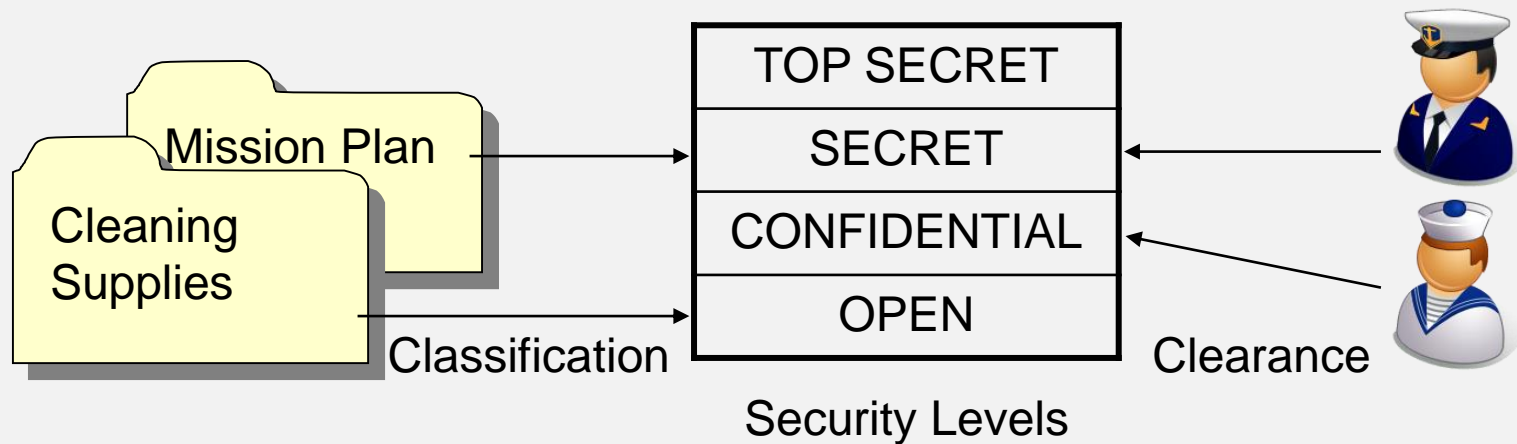 Mission Plan
Cleaning
Supplies
Classification
TOP SECRET
SECRET
CONFIDENTIAL
OPEN
Security Levels
Clearance